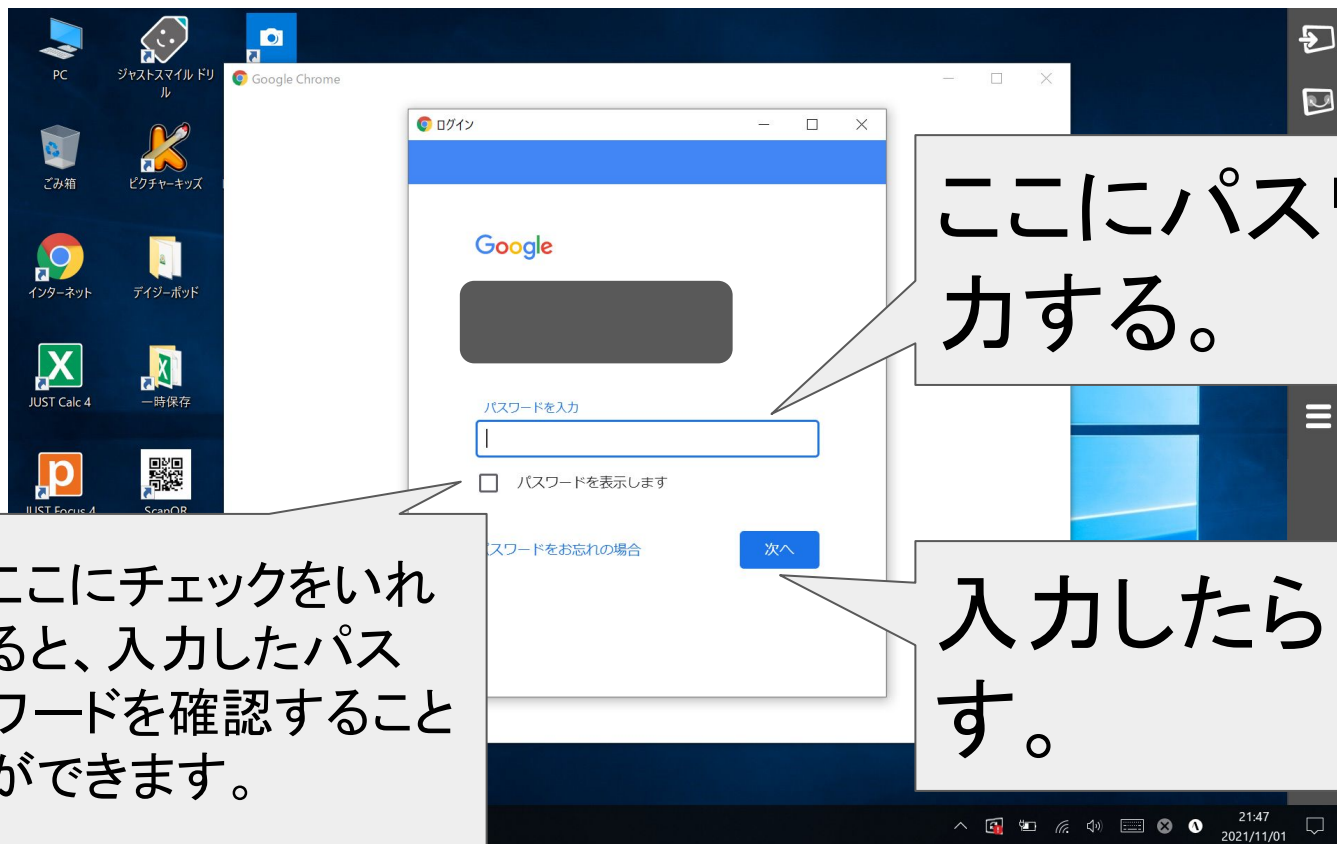 PC
ジャストスマイル ドリ
ル
Google Chrome
ログイン
ごみ箱
ピクチャーキッズ
ここにパス
力する。
Google
インターネット
デイジーポッド
パスワードを入力
JUST Calc 4
一時保存
パスワードを表示します
JUST Focus 4
ScanQR
パスワードをお忘れの場合
次へ
ここにチェックをいれ
ると、入力したパス
ワードを確認すること
ができます。
入力したら
す。
21:47
2021/11/01